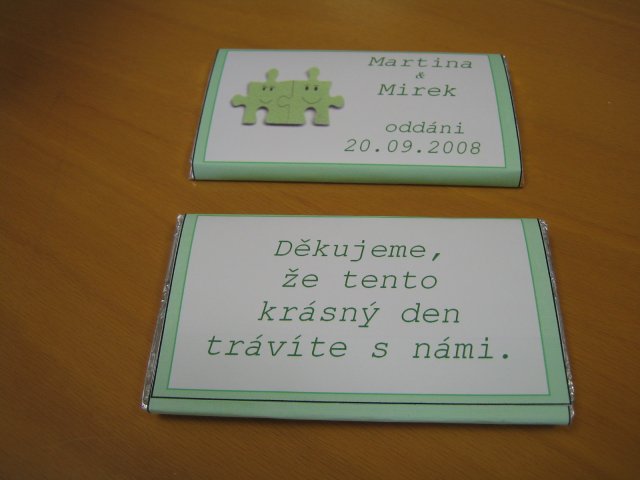 Martina
&
Mirek
oddáni
20.09.2008
Děkujeme,
že tento
krásný den
trávíte s námi.